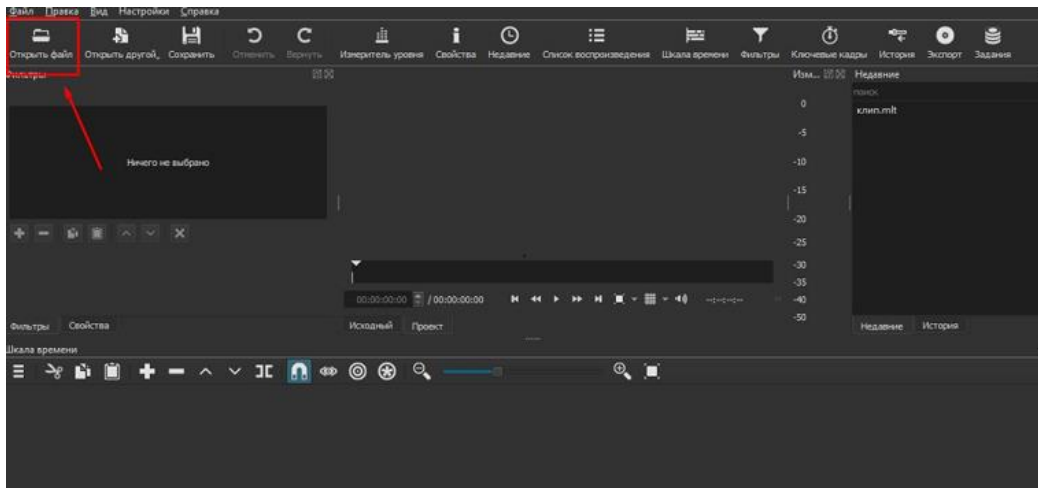 Файл Правка Вид Настройки Справка
Открыть файл Открыть другой, Сохранить Отменить Вернуть Измеритель уровня Свойства Недавние Список воспроизведения Шкала времени Фильтры Ключевые кадры История Экспорт Задания
Фильтры Изм... Недавние
поиск
клип.mlt
Ничего не выбрано
0
-5
-10
-15
-20
-25
-30
-35
-40
-50
00:00:00:00 / 00:00:00:00 --:--:--:--
Фильтры Свойства Исходный Проект Недавние История
Шкала времени